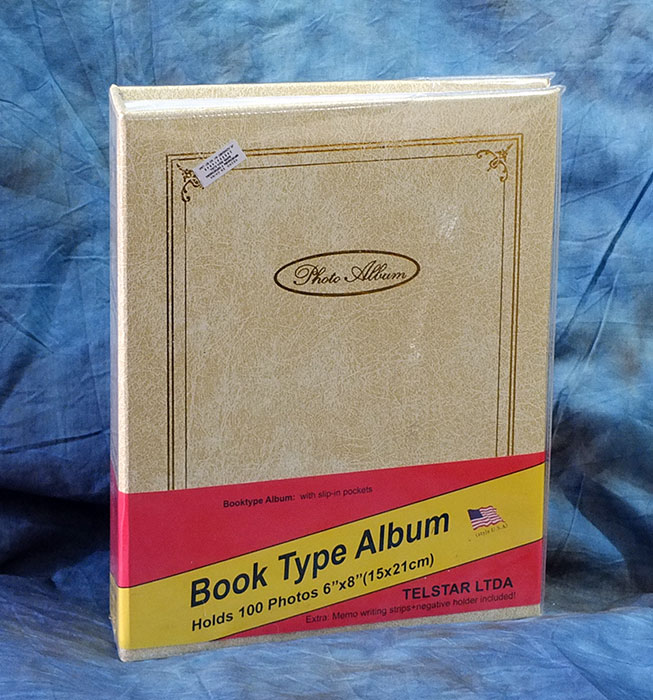 Photo Album
Booktype Album: with slip-in pockets
Book Type Album
Holds 100 Photos 6"x8"(15x21cm)
TELSTAR LTDA
Extra: Memo writing strips+negative holder included!